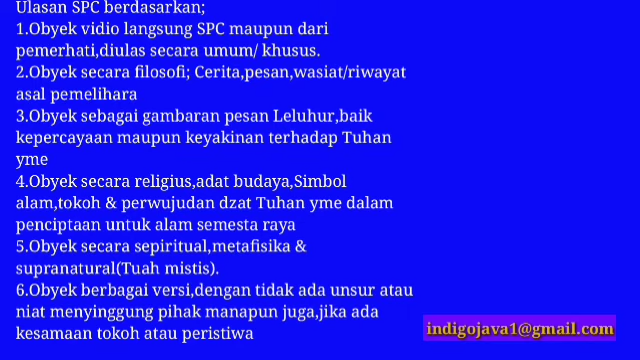 Ulasan SPC berdasarkan;
1.Obyek vidio langsung SPC maupun dari
pemerhati,diulas secara umum/ khusus.
2.Obyek secara filosofi; Cerita,pesan,wasiat/riwayat
asal pemelihara
3.Obyek sebagai gambaran pesan Leluhur,baik
kepercayaan maupun keyakinan terhadap Tuhan
yme
4.Obyek secara religius,adat budaya,Simbol
alam,tokoh & perwujudan dzat Tuhan yme dalam
penciptaan untuk alam semesta raya
5.Obyek secara sepiritual,metafisika &
supranatural(Tuah mistis).
6.Obyek berbagai versi,dengan tidak ada unsur atau
niat menyinggung pihak manapun juga,jika ada
kesamaan tokoh atau peristiwa
indigojava1@gmail.com